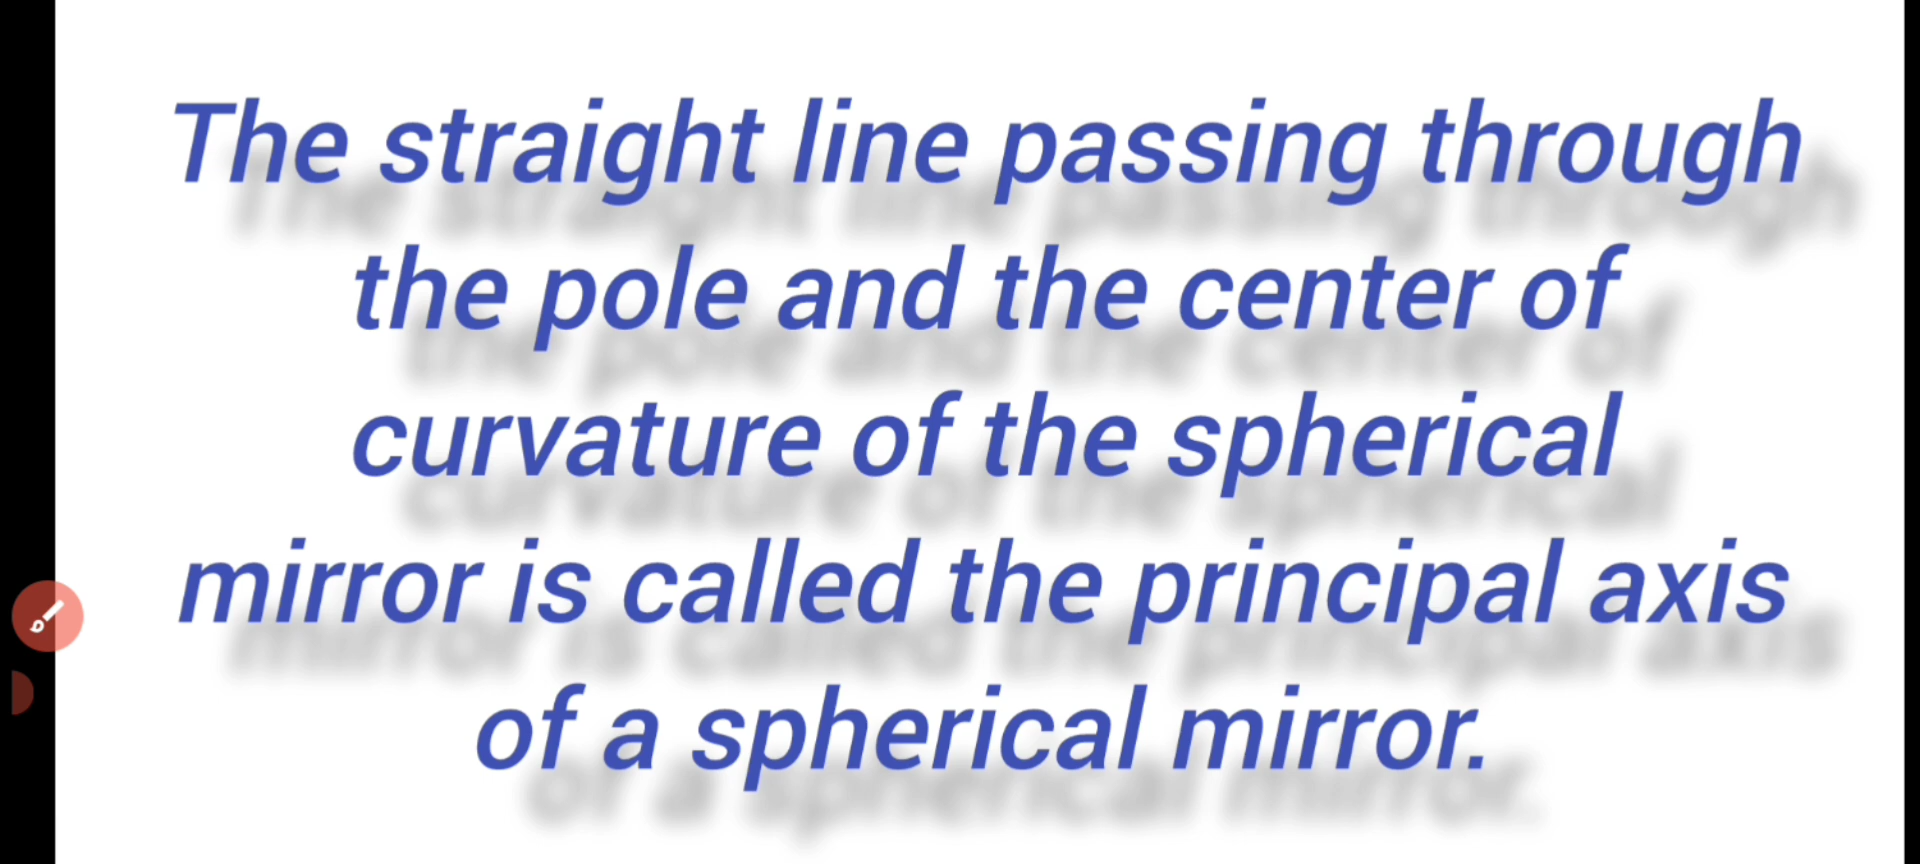 The straight line passing through
the pole and the center of
curvature of the spherical
mirror is called the principal axis
of a spherical mirror.